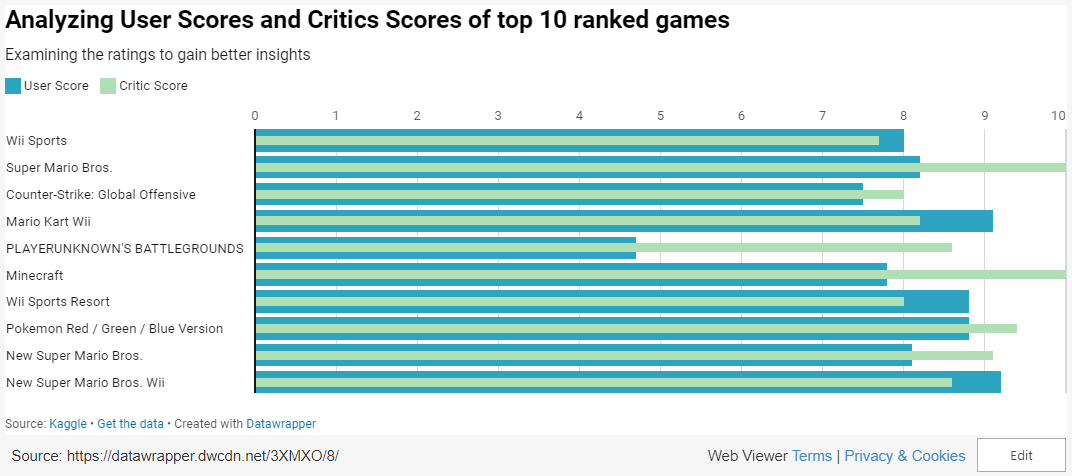 Analyzing User Scores and Critics Scores of top 10 ranked games
Examining the ratings to gain better insights
User Score Critic Score
0 1 2 3 4 5 6 7 8 9 10
Wii Sports
Super Mario Bros.
Counter-Strike: Global Offensive
Mario Kart Wii
PLAYERUNKNOWN'S BATTLEGROUNDS
Minecraft
Wii Sports Resort
Pokemon Red / Green / Blue Version
New Super Mario Bros.
New Super Mario Bros. Wii
Source: Kaggle • Get the data • Created with Datawrapper
Source: https://datawrapper.dwcdn.net/3XMXO/8/ Web Viewer Terms | Privacy & Cookies Edit